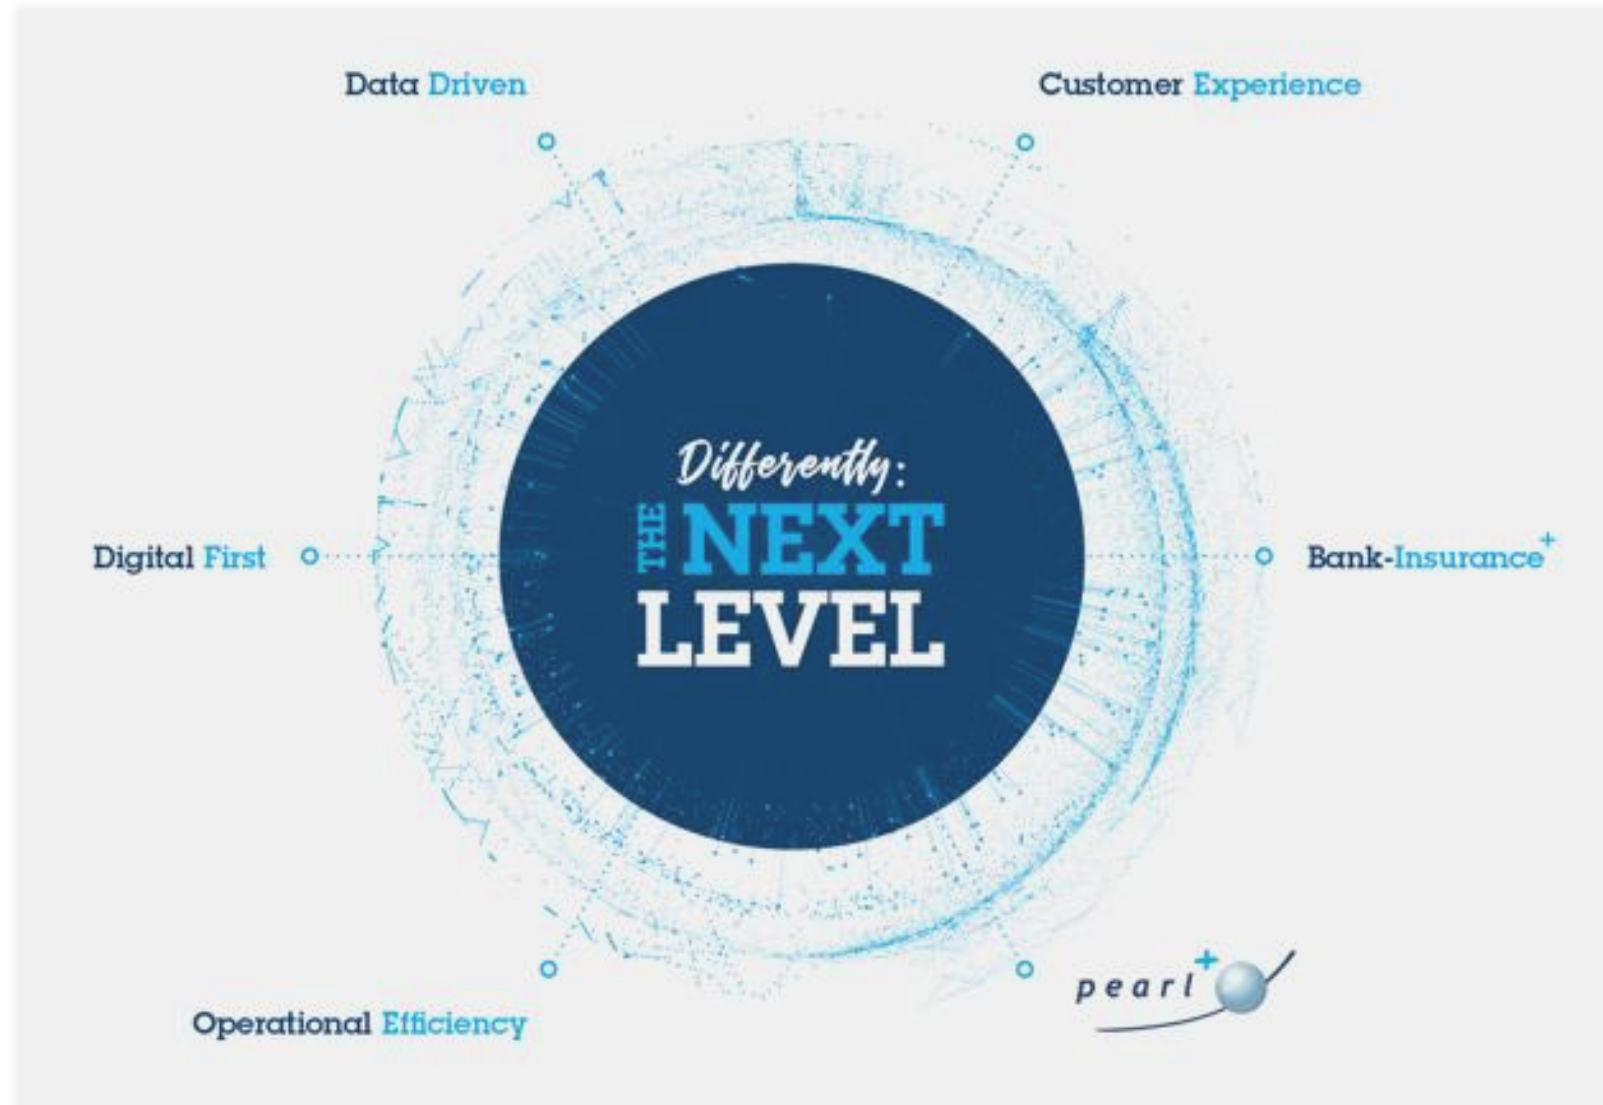 Data Driven
Customer Experience
Differently:
THE NEXT
LEVEL
Digital First
Bank-Insurance+
Operational Efficiency
pearl+